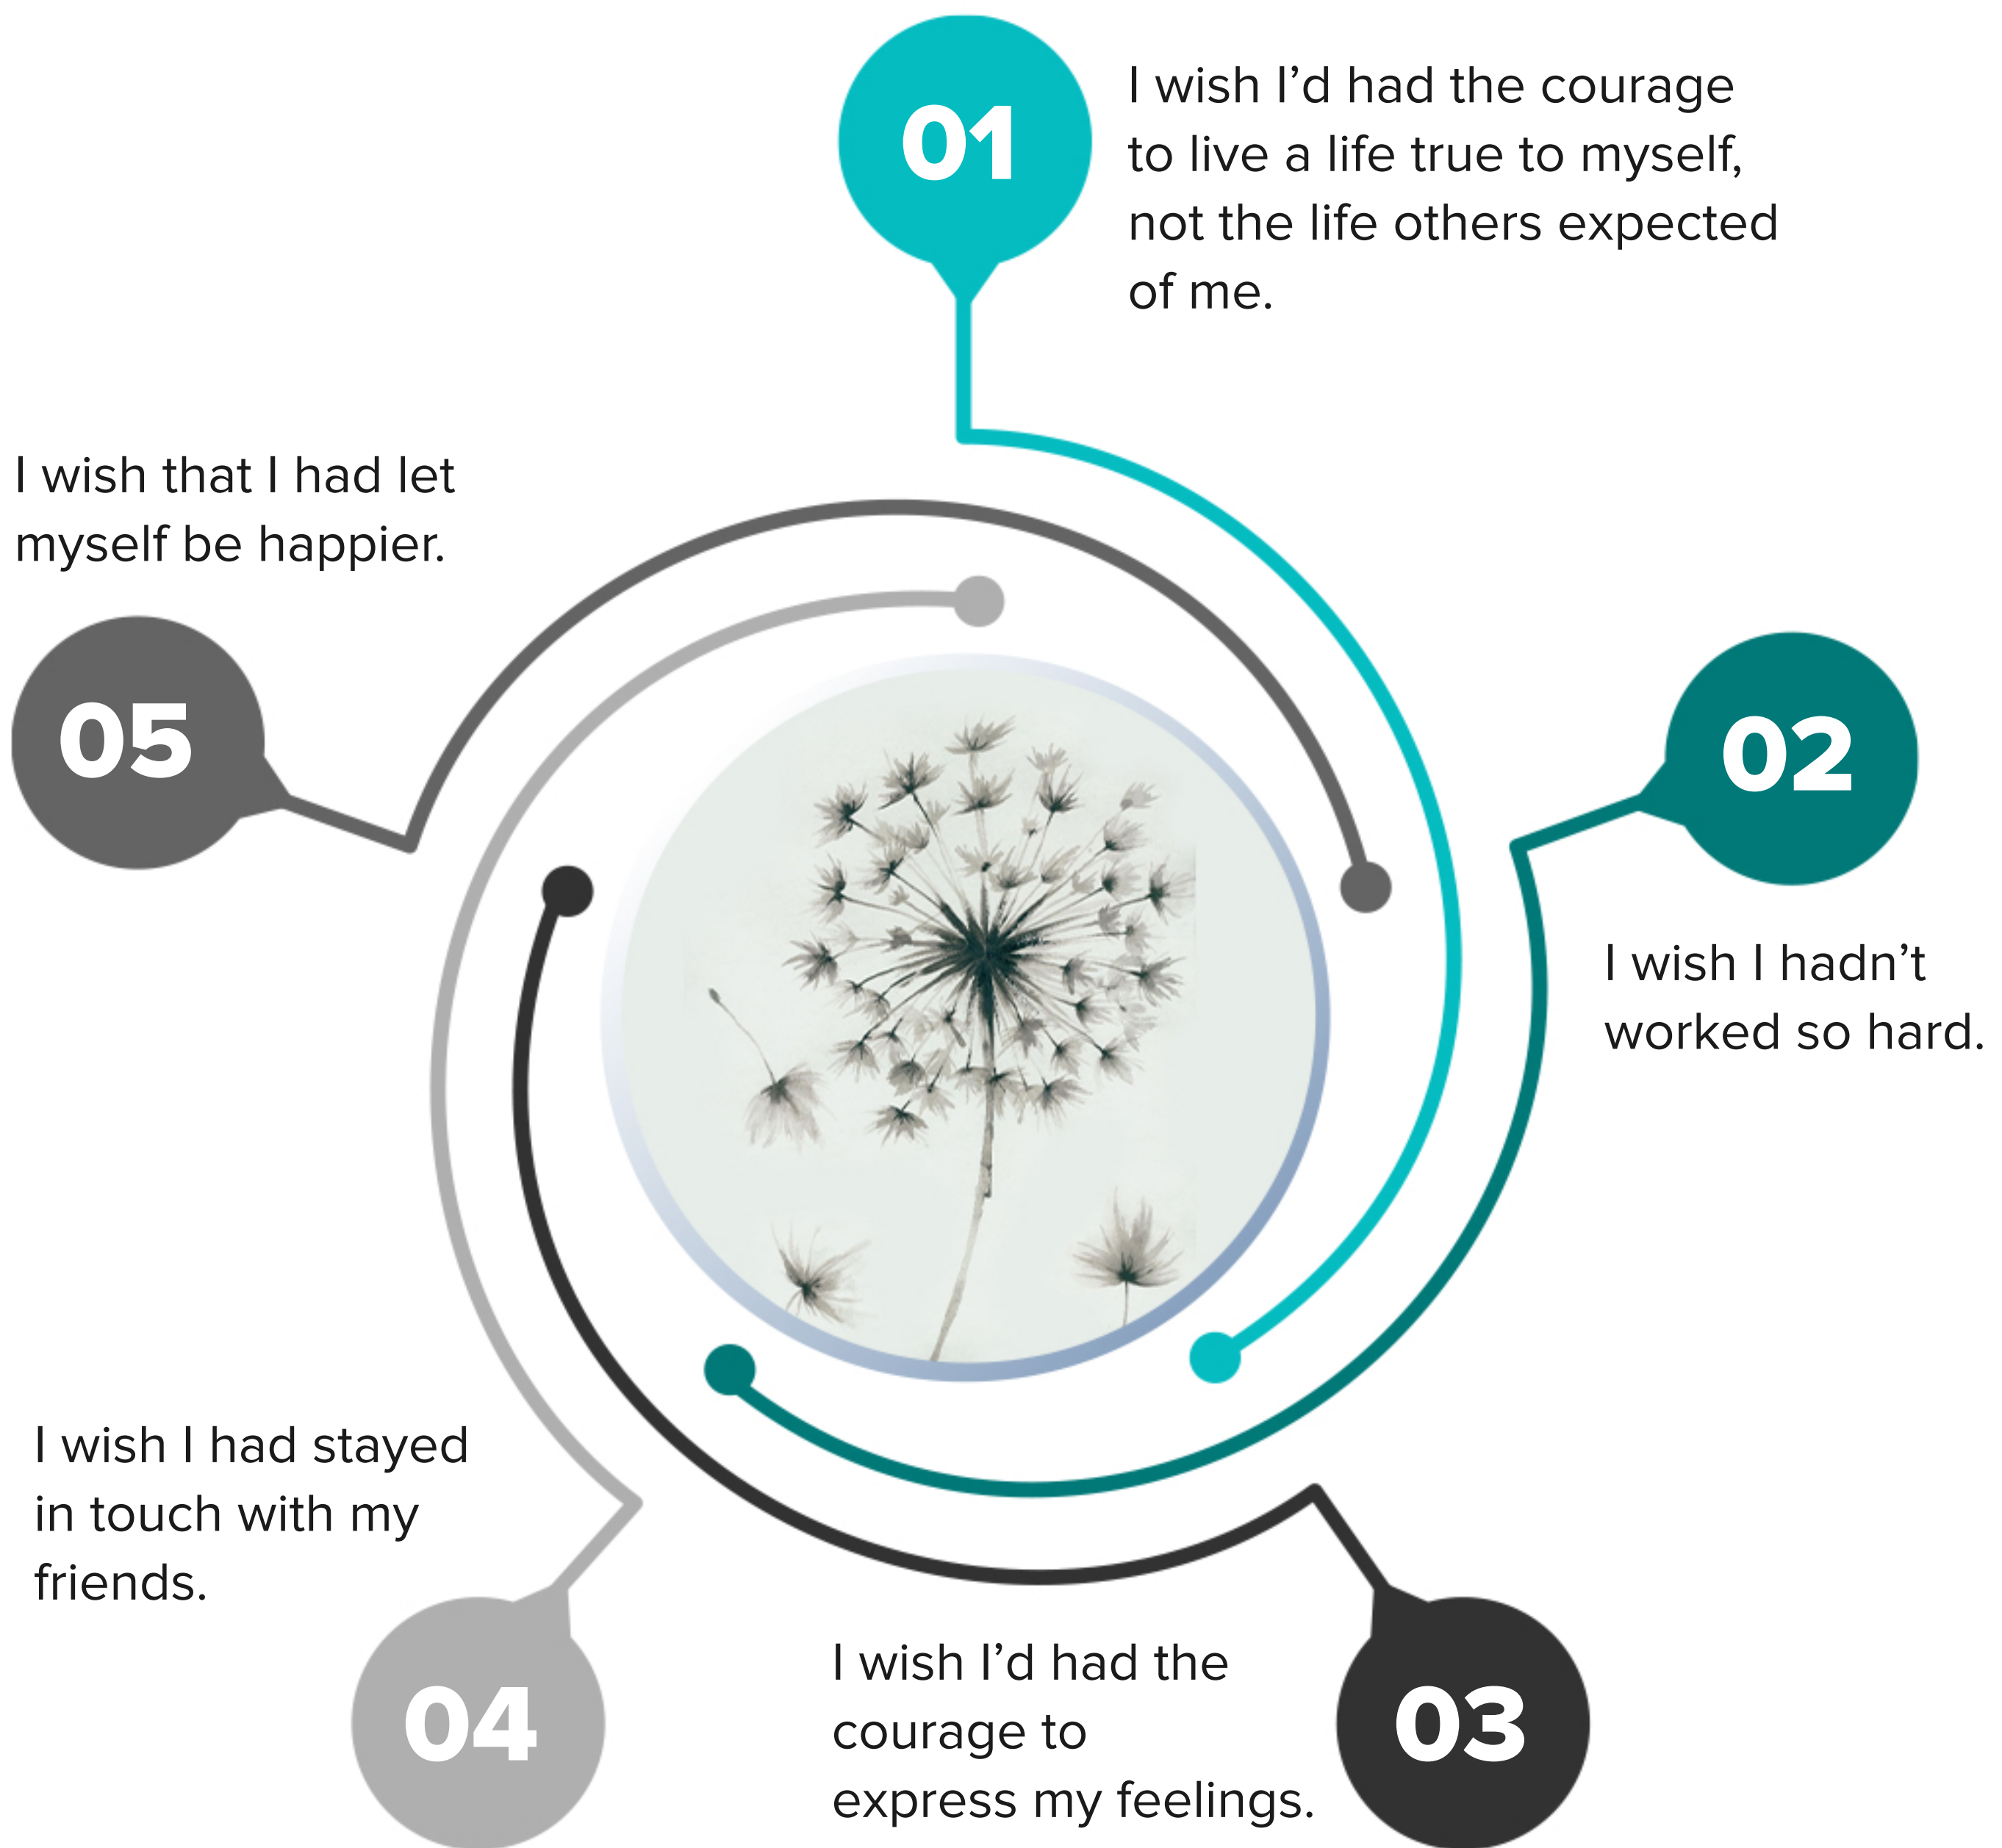 01
I wish I’d had the courage
to live a life true to myself,
not the life others expected
of me.
02
I wish I hadn’t
worked so hard.
03
I wish I’d had the
courage to
express my feelings.
04
I wish I had stayed
in touch with my
friends.
05
I wish that I had let
myself be happier.